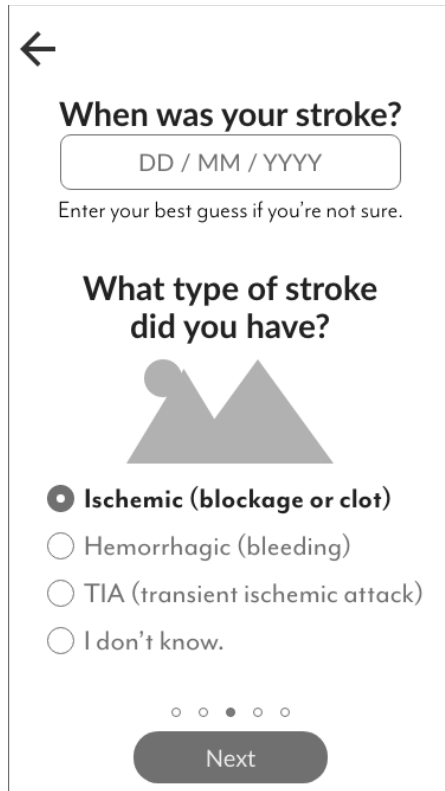 When was your stroke?
DD / MM / YYYY
Enter your best guess if you're not sure.
What type of stroke
did you have?
Ischemic (blockage or clot)
Hemorrhagic (bleeding)
TIA (transient ischemic attack)
I don't know.
Next